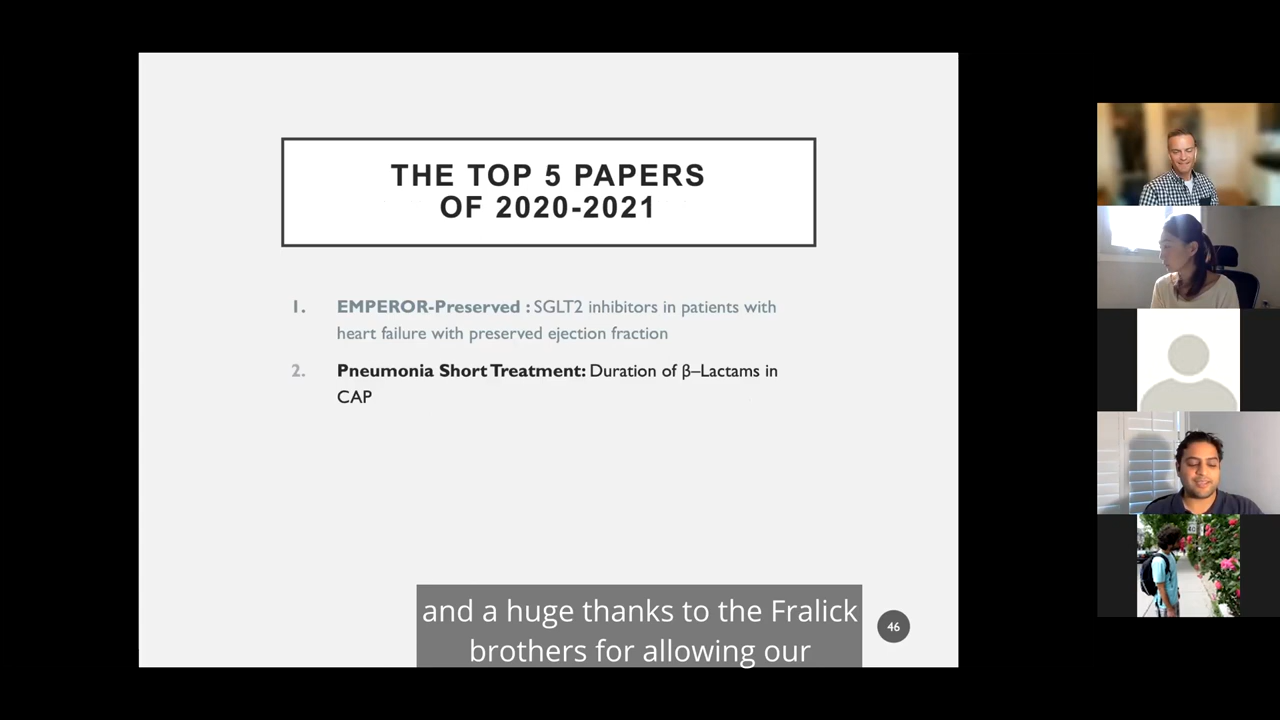 THE TOP 5 PAPERS
OF 2020-2021
1. EMPEROR-Preserved : SGLT2 inhibitors in patients with
heart failure with preserved ejection fraction
2. Pneumonia Short Treatment: Duration of β–Lactams in
CAP
and a huge thanks to the Fralick
brothers for allowing our
46